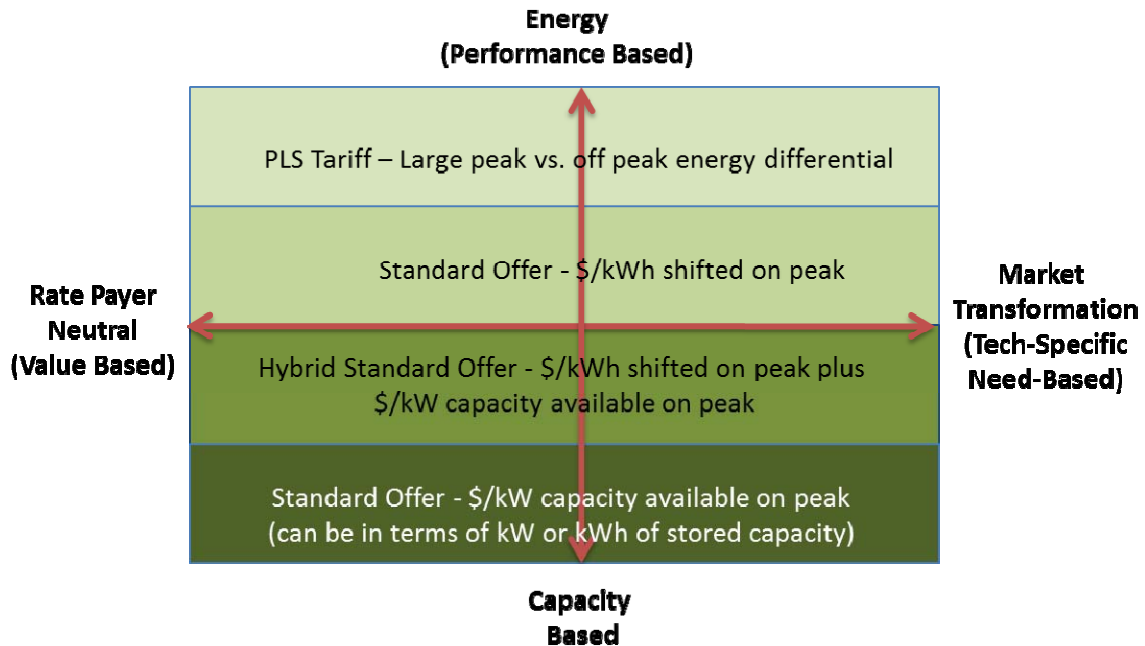 Energy
(Performance Based)
PLS Tariff – Large peak vs. off peak energy differential
Standard Offer - $/kWh shifted on peak
Rate Payer
Neutral
(Value Based)
Market
Transformation
(Tech-Specific
Need-Based)
Hybrid Standard Offer - $/kWh shifted on peak plus
$/kW capacity available on peak
Standard Offer - $/kW capacity available on peak
(can be in terms of kW or kWh of stored capacity)
Capacity
Based